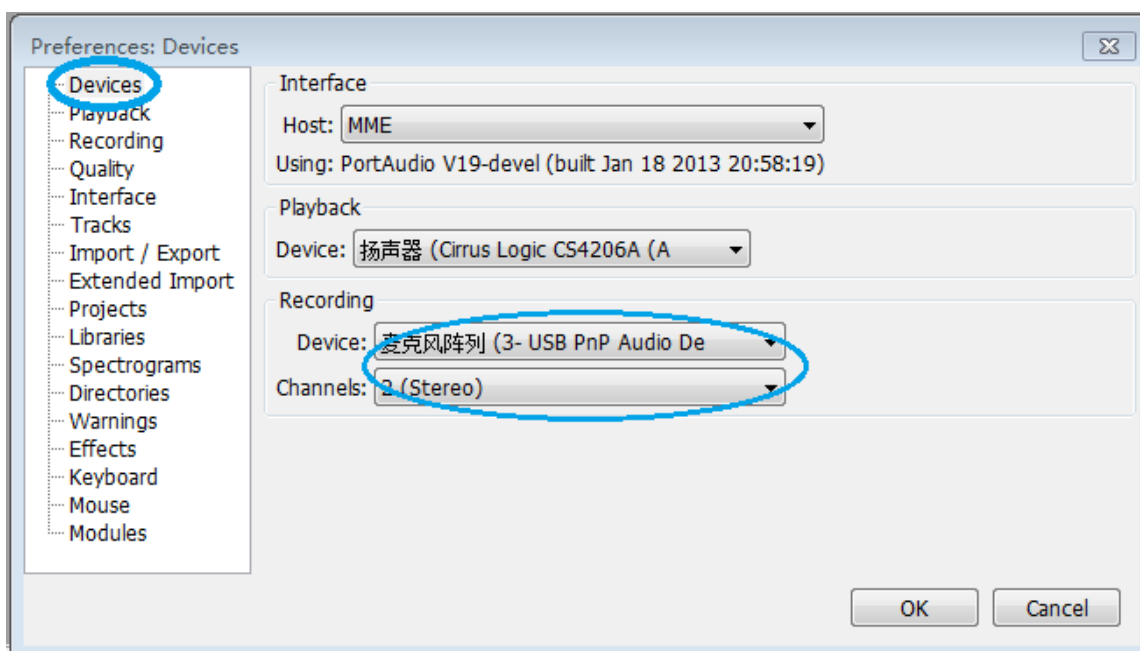 Preferences: Devices
Devices
Playback
Recording
Quality
Interface
Tracks
Import / Export
Extended Import
Projects
Libraries
Spectrograms
Directories
Warnings
Effects
Keyboard
Mouse
Modules
Interface
Host: MME
Using: PortAudio V19-devel (built Jan 18 2013 20:58:19)
Playback
Device: 扬声器 (Cirrus Logic CS4206A (A
Recording
Device: 麦克风阵列 (3- USB PnP Audio De
Channels: 2 (Stereo)
OK
Cancel